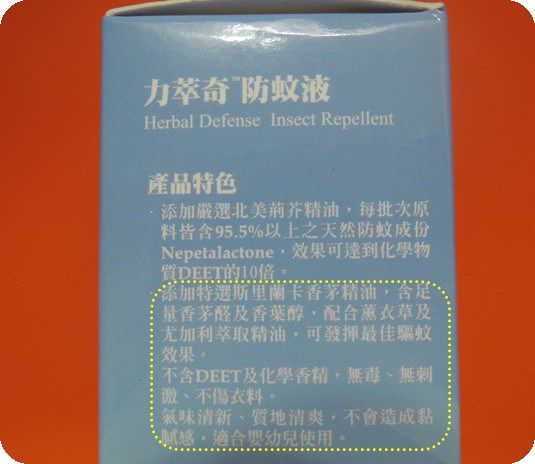 力萃奇™防蚊液
Herbal Defense Insect Repellent
產品特色
·添加嚴選北美荊芥精油，每批次原
料皆含95.5%以上之天然防蚊成份
Nepetalactone，效果可達到化學物
質DEET的10倍。
添加特選斯里蘭卡香茅精油，含足
量香茅醛及香葉醇，配合薰衣草及
尤加利萃取精油，可發揮最佳驅蚊
效果。
不含DEET及化學香精，無毒、無刺
激、不傷衣料。
氣味清新、質地清爽，不會造成黏
膩感，適合嬰幼兒使用。